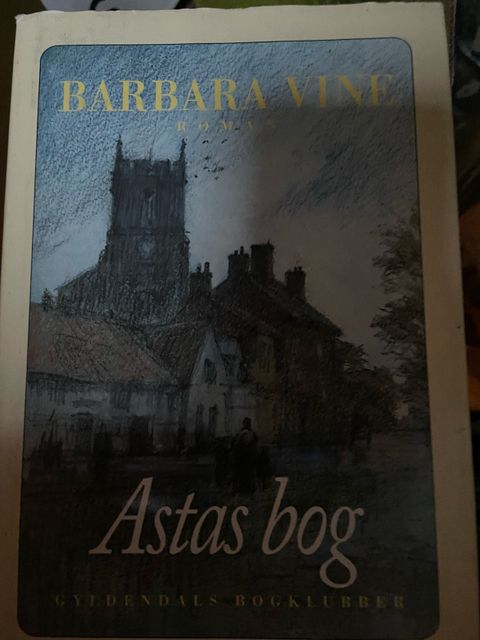 BARBARA VINE
ROMAN
Astas bog
GYLDENDALS BOGKLUBBER